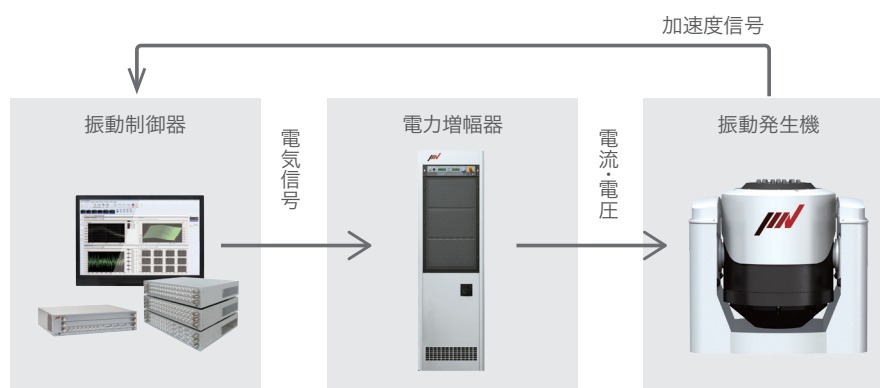 加速度信号
振動制御器
電気信号
電力増幅器
電流・電圧
振動発生機